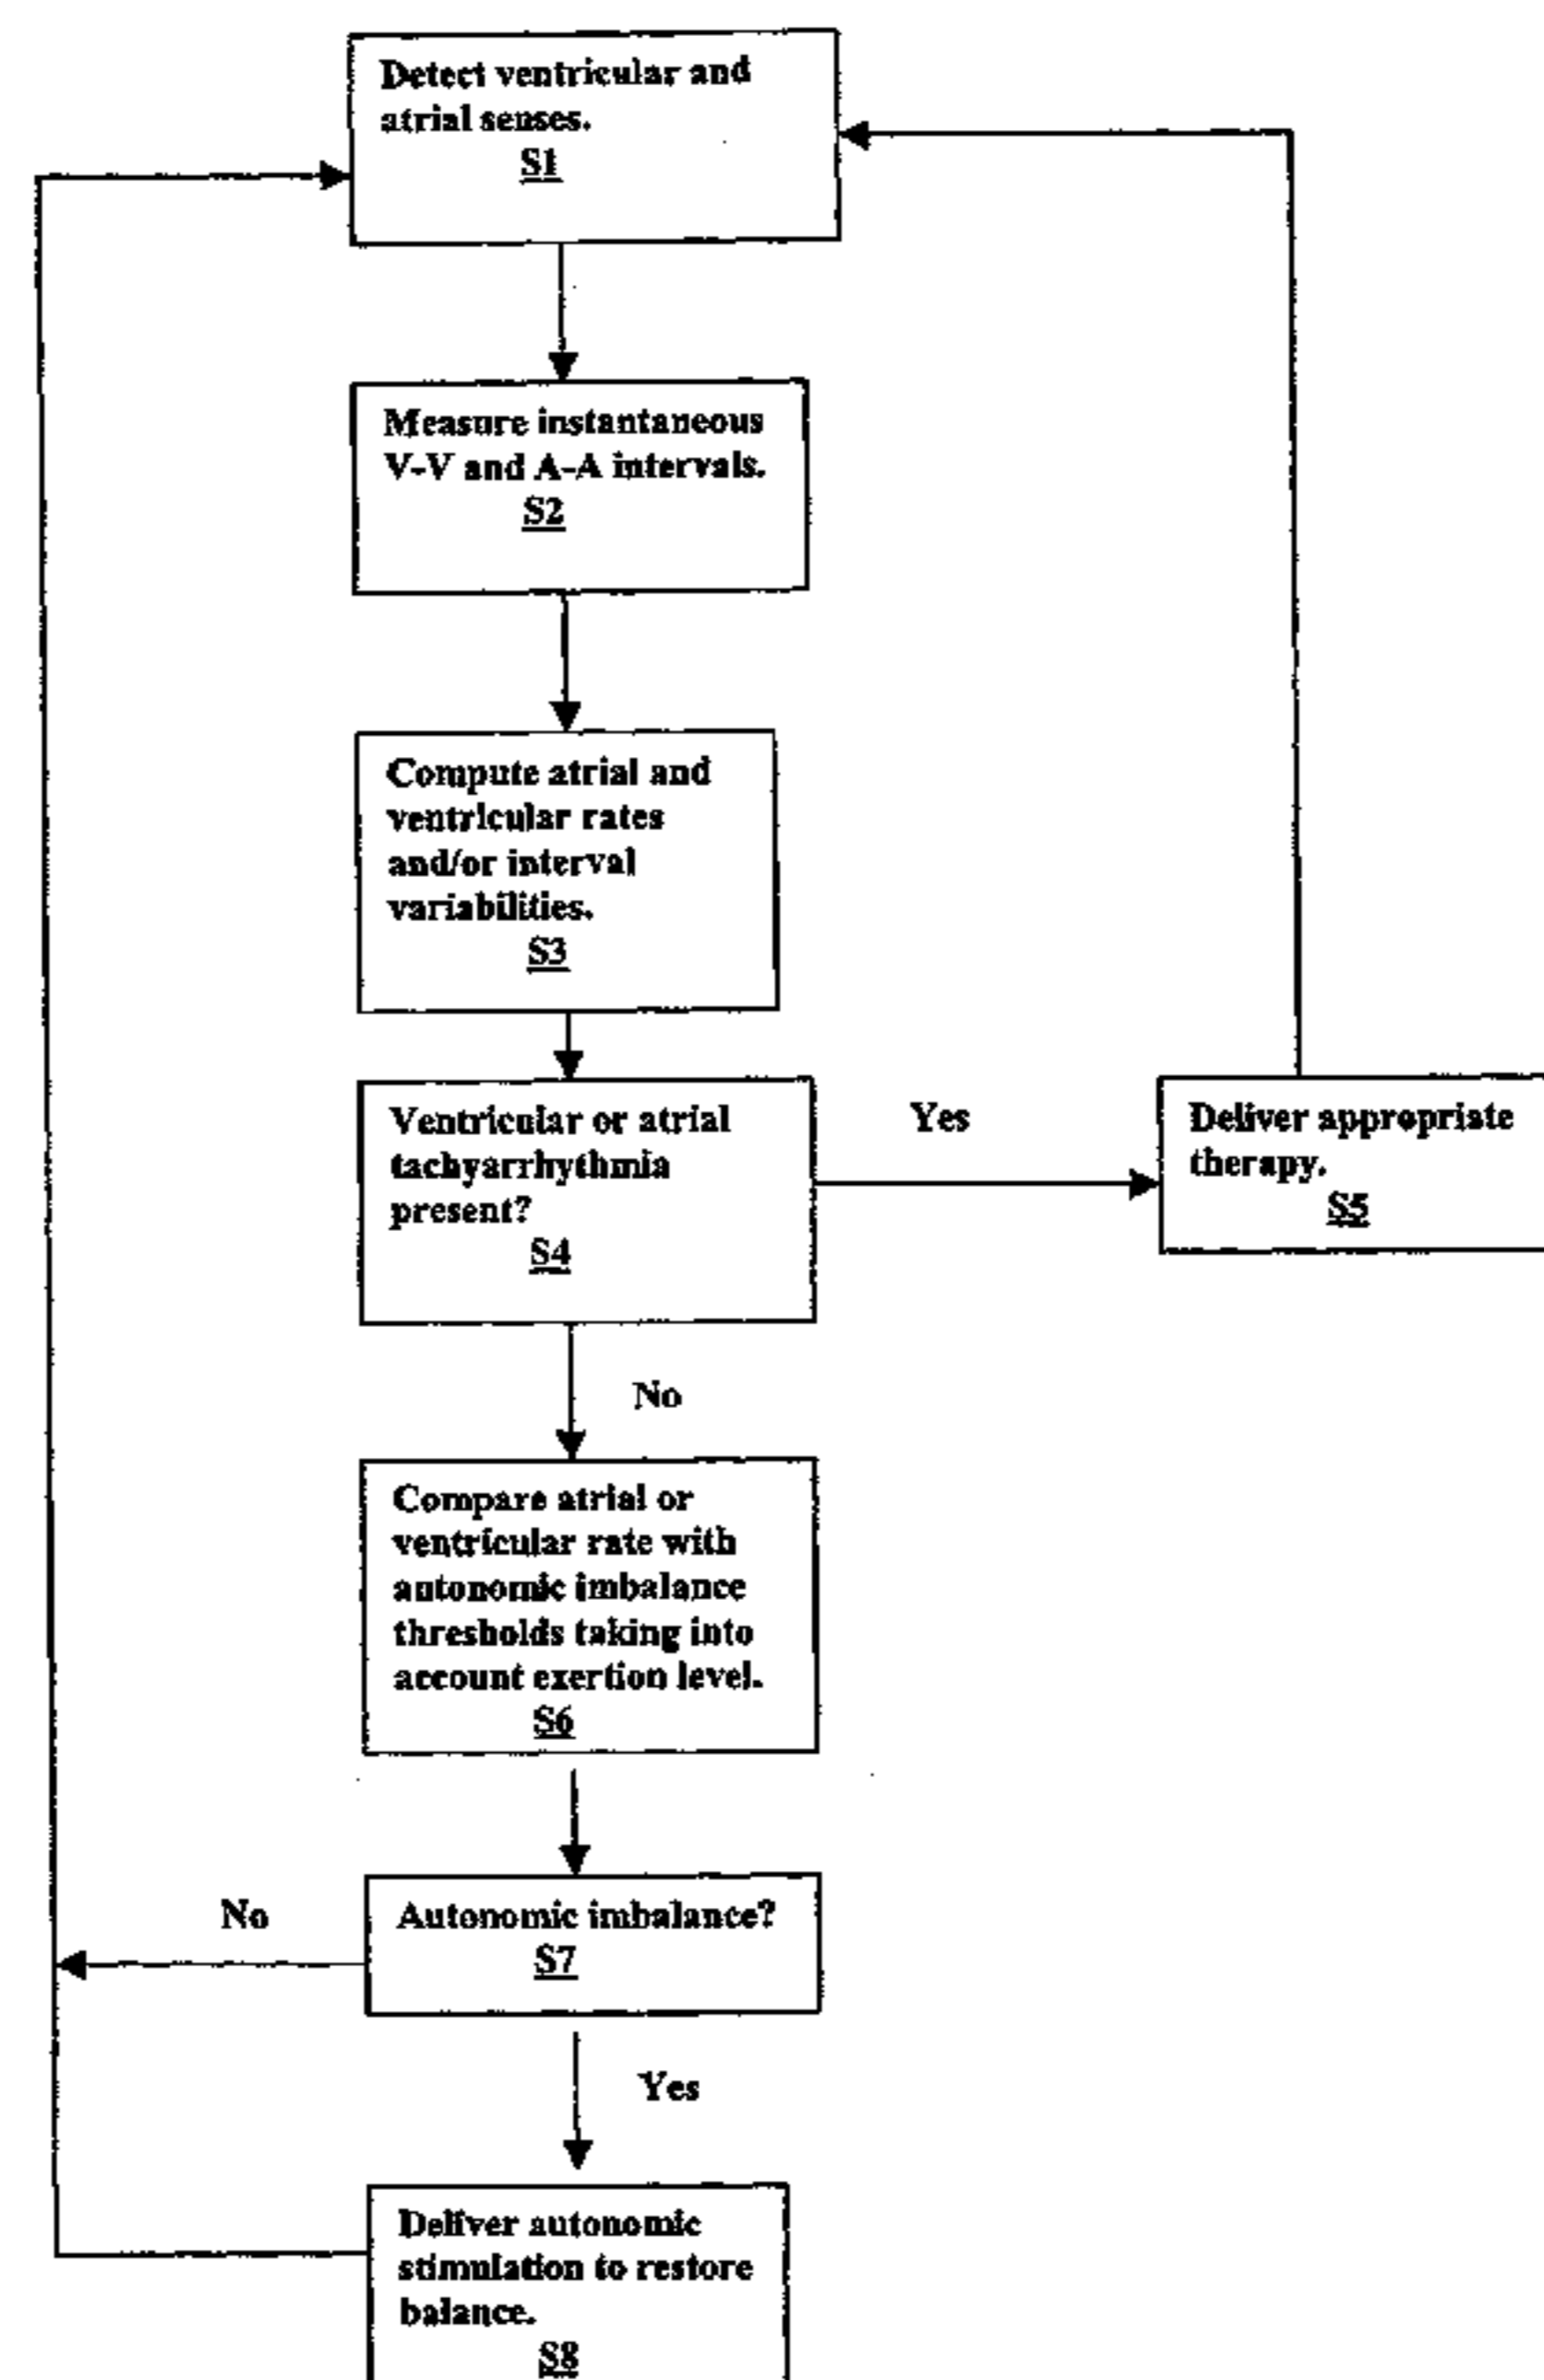 Detect ventricular and
atrial senses.
S1
Measure instantaneous
V-V and A-A intervals.
S2
Compute atrial and
ventricular rates
and/or interval
variabilities.
S3
Ventricular or atrial
tachyarrhythmia
present?
S4
Yes
Deliver appropriate
therapy.
S5
No
Compare atrial or
ventricular rate with
autonomic imbalance
thresholds taking into
account exertion level.
S6
No
Autonomic imbalance?
S7
Yes
Deliver autonomic
stimulation to restore
balance.
S8